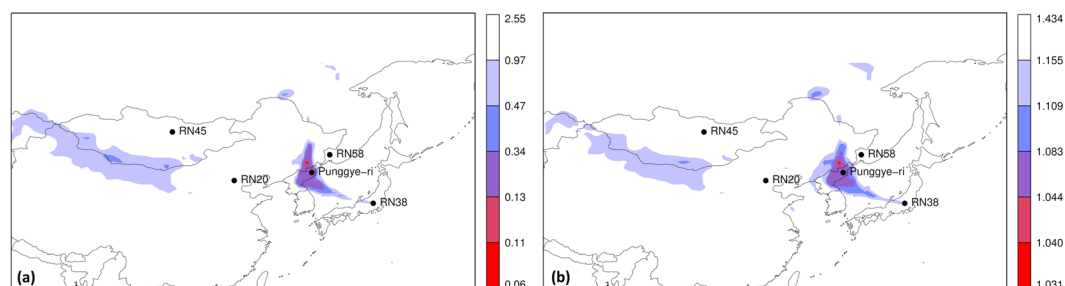 2.55
0.97
0.47
0.34
0.13
0.11
0.06
RN45
RN58
Punggye-ri
RN20
RN38
(a)
1.434
1.155
1.109
1.083
1.044
1.040
1.031
RN45
RN58
Punggye-ri
RN20
RN38
(b)